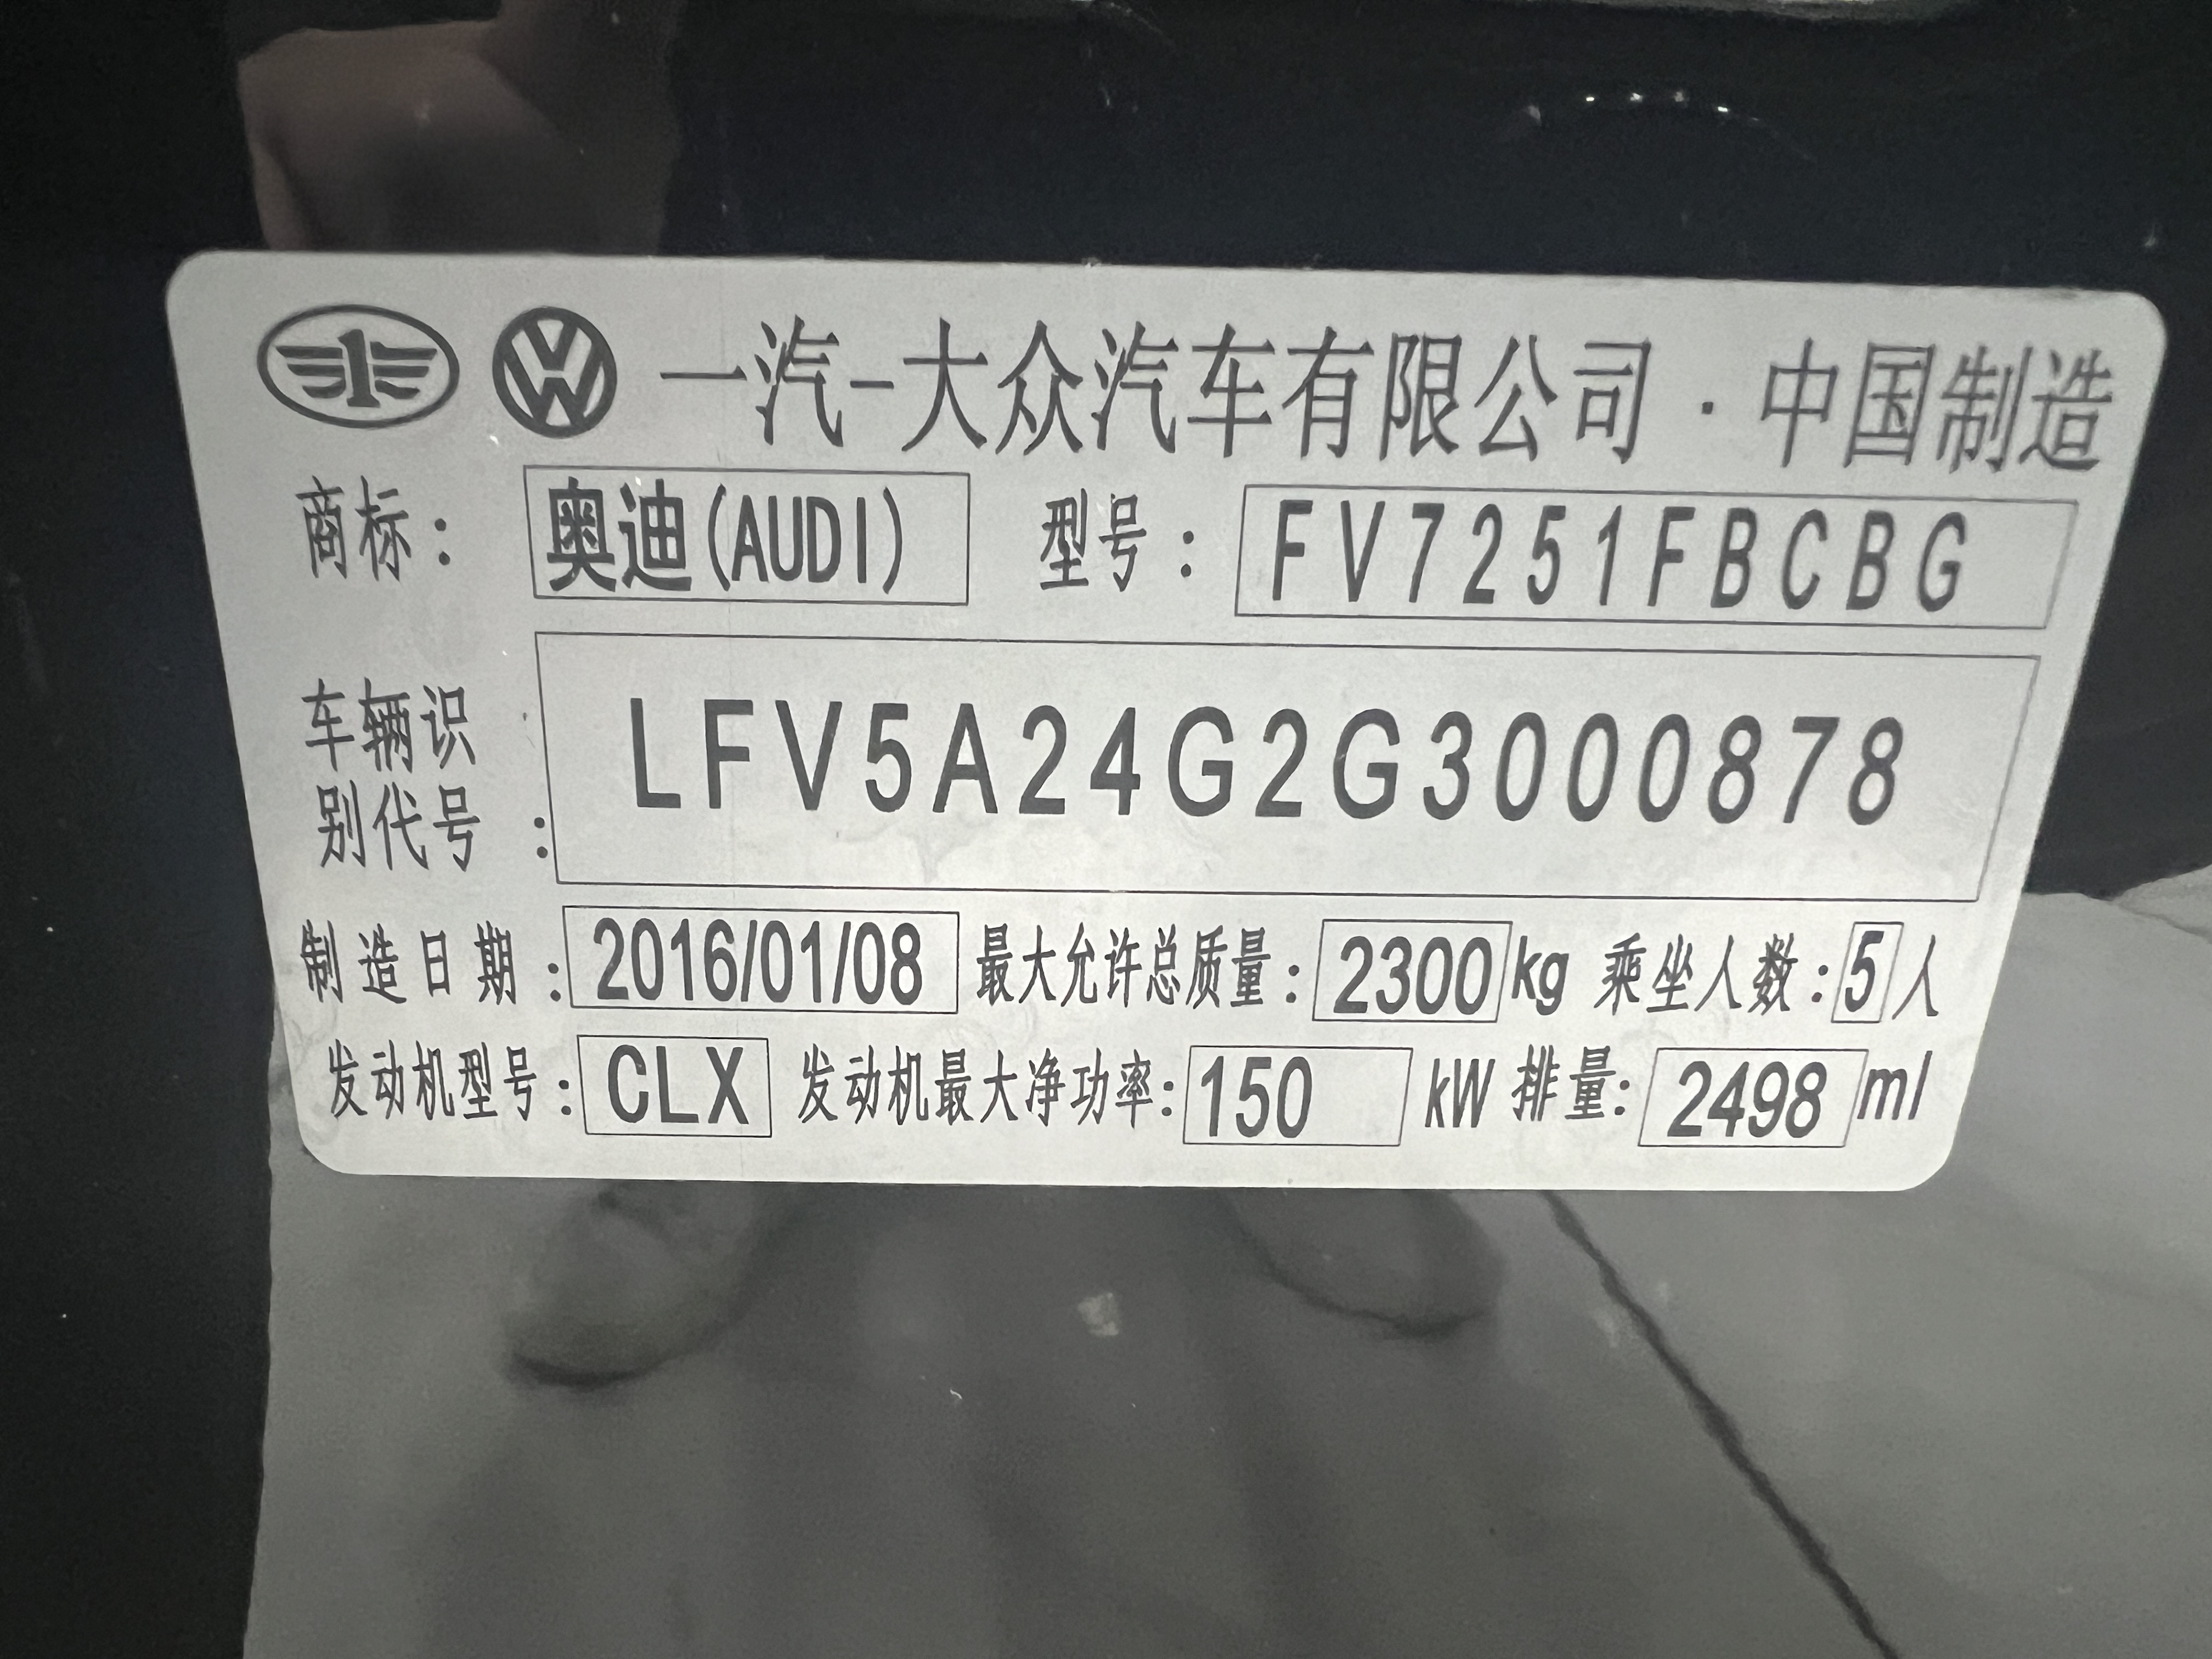 一汽-大众汽车有限公司·中国制造
商标: 奥迪(AUDI) 型号: FV7251FBCBG
车辆识
别代号: LFV5A24G2G3000878
制造日期: 2016/01/08 最大允许总质量: 2300 kg 乘坐人数: 5 人
发动机型号: CLX 发动机最大净功率: 150 kW 排量: 2498 ml